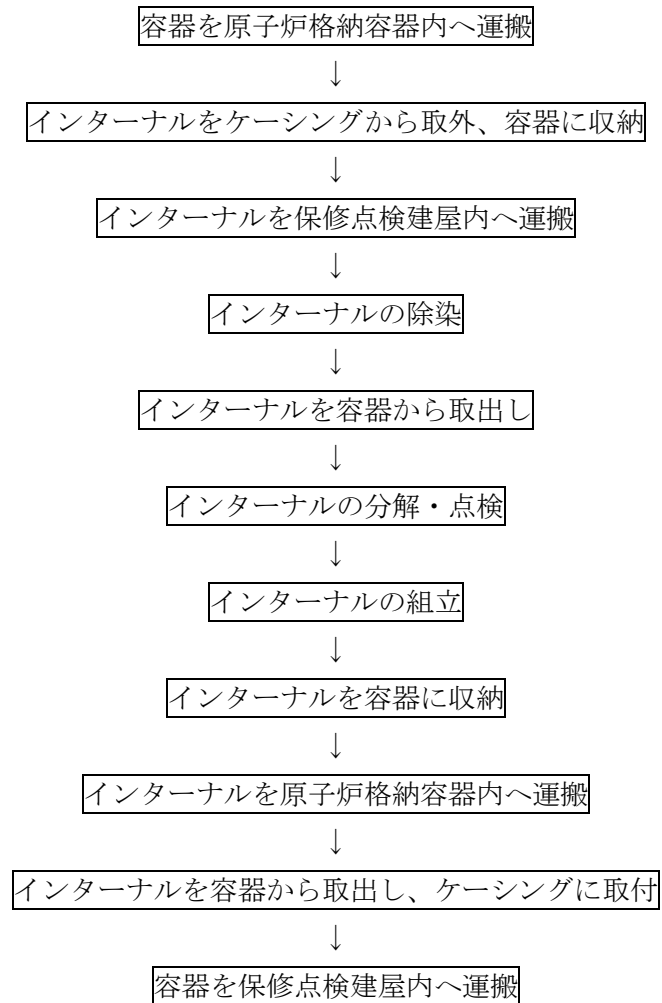 容器を原子炉格納容器内へ運搬
↓
インターナルをケーシングから取外、容器に収納
↓
インターナルを保修点検建屋内へ運搬
↓
インターナルの除染
↓
インターナルを容器から取出し
↓
インターナルの分解・点検
↓
インターナルの組立
↓
インターナルを容器に収納
↓
インターナルを原子炉格納容器内へ運搬
↓
インターナルを容器から取出し、ケーシングに取付
↓
容器を保修点検建屋内へ運搬